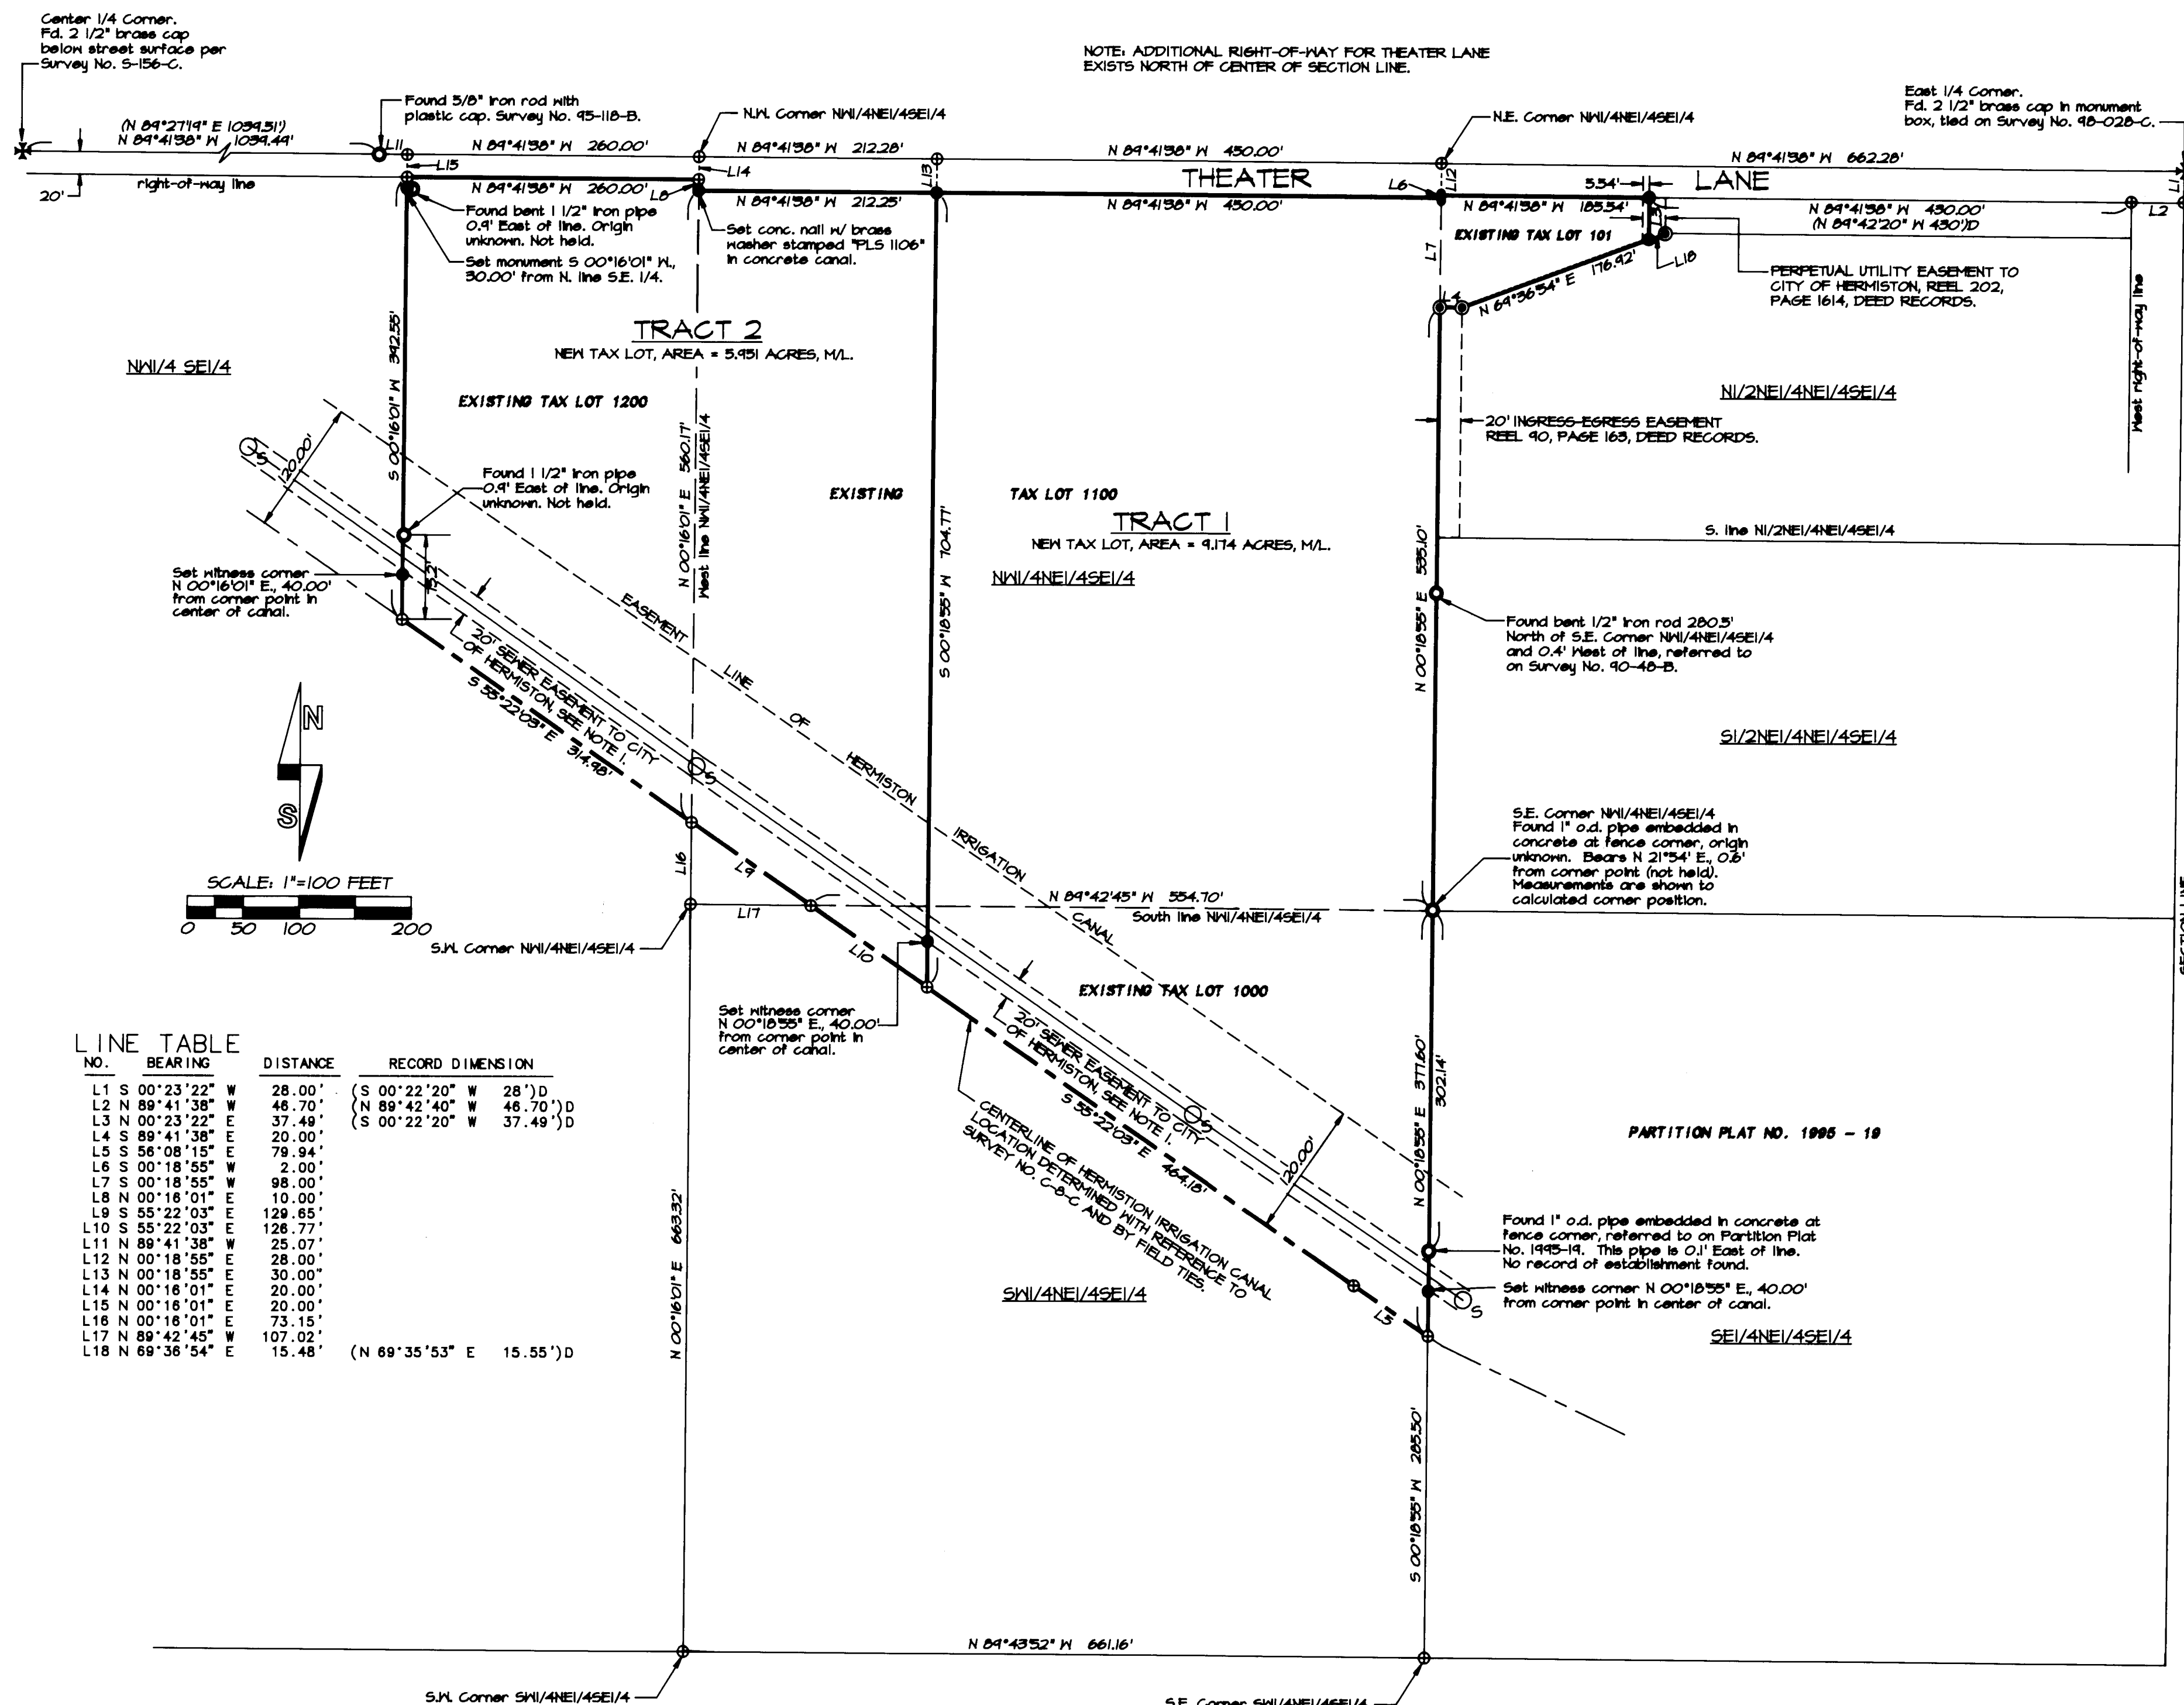 Center 1/4 Corner.
Fd. 2 1/2" brass cap
below street surface per
Survey No. S-156-C.
NOTE: ADDITIONAL RIGHT-OF-WAY FOR THEATER LANE
EXISTS NORTH OF CENTER OF SECTION LINE.
East 1/4 Corner.
Fd. 2 1/2" brass cap in monument
box, tied on Survey No. 98-028-C.
Found 5/8" iron rod with
plastic cap. Survey No. 95-118-B.
N.W. Corner NW1/4NE1/4SE1/4
N.E. Corner NW1/4NE1/4SE1/4
(N 89°27'19" E 1039.51')
N 89°41'38" W 1039.49'
L11
N 89°41'38" W 260.00'
N 89°41'38" W 212.28'
N 89°41'38" W 450.00'
N 89°41'38" W 662.28'
L15
L14
L13
L12
L1
20'
right-of-way line
N 89°41'38" W 260.00'
L8
N 89°41'38" W 212.25'
THEATER LANE
N 89°41'38" W 450.00'
L6
5.54'
N 89°41'38" W 185.54'
L3
N 89°41'38" W 430.00'
(N 89°42'20" W 430')D
L2
Found bent 1 1/2" iron pipe
0.9' East of line. Origin
unknown. Not held.
Set monument S 00°16'01" W.,
30.00' from N. line S.E. 1/4.
Set conc. nail w/ brass
washer stamped "PLS 1106"
in concrete canal.
EXISTING TAX LOT 101
L7
L18
L4
N 69°36'54" E 176.92'
PERPETUAL UTILITY EASEMENT TO
CITY OF HERMISTON, REEL 202,
PAGE 1614, DEED RECORDS.
West right-of-way line
TRACT 2
NEW TAX LOT, AREA = 5.951 ACRES, M/L.
NW1/4 SE1/4
S 00°16'01" W 392.55'
EXISTING TAX LOT 1200
N 00°16'01" E 560.17'
West line NW1/4NE1/4SE1/4
N1/2NE1/4NE1/4SE1/4
20' INGRESS-EGRESS EASEMENT
REEL 90, PAGE 163, DEED RECORDS.
S
120.00'
Found 1 1/2" iron pipe
0.9' East of line. Origin
unknown. Not held.
EXISTING TAX LOT 1100
TRACT 1
NEW TAX LOT, AREA = 9.174 ACRES, M/L.
NW1/4NE1/4SE1/4
S 00°18'55" W 704.77'
N 00°18'55" E 535.10'
S. line N1/2NE1/4NE1/4SE1/4
Set witness corner
N 00°16'01" E., 40.00'
from corner point in
center of canal.
EASEMENT LINE OF HERMISTON IRRIGATION CANAL
20' SEWER EASEMENT TO CITY
OF HERMISTON, SEE NOTE 1.
S 55°22'03" E 314.98'
S
Found bent 1/2" iron rod 280.5'
North of S.E. Corner NW1/4NE1/4SE1/4
and 0.4' West of line, referred to
on Survey No. 90-48-B.
S1/2NE1/4NE1/4SE1/4
N
S
SCALE: 1"=100 FEET
0 50 100 200
L16
L9
L17
L10
S.W. Corner NW1/4NE1/4SE1/4
N 89°42'45" W 554.70'
South line NW1/4NE1/4SE1/4
S.E. Corner NW1/4NE1/4SE1/4
Found 1" o.d. pipe embedded in
concrete at fence corner, origin
unknown. Bears N 21°54' E., 0.6'
from corner point (not held).
Measurements are shown to
calculated corner position.
SECTION LINE
EXISTING TAX LOT 1000
Set witness corner
N 00°18'55" E., 40.00'
from corner point in
center of canal.
LINE TABLE
NO. BEARING DISTANCE RECORD DIMENSION
L1 S 00°23'22" W 28.00' (S 00°22'20" W 28')D
L2 N 89°41'38" W 46.70' (N 89°42'40" W 46.70')D
L3 N 00°23'22" E 37.49' (S 00°22'20" W 37.49')D
L4 S 89°41'38" E 20.00'
L5 S 56°08'15" E 79.94'
L6 S 00°18'55" W 2.00'
L7 S 00°18'55" W 98.00'
L8 N 00°16'01" E 10.00'
L9 S 55°22'03" E 129.65'
L10 S 55°22'03" E 126.77'
L11 N 89°41'38" W 25.07'
L12 N 00°18'55" E 28.00'
L13 N 00°18'55" E 30.00"
L14 N 00°16'01" E 20.00'
L15 N 00°16'01" E 20.00'
L16 N 00°16'01" E 73.15'
L17 N 89°42'45" W 107.02'
L18 N 69°36'54" E 15.48' (N 69°35'53" E 15.55')D
20' SEWER EASEMENT TO CITY
OF HERMISTON, SEE NOTE 1.
S 55°22'03" E 464.18'
S
120.00'
CENTERLINE OF HERMISTION IRRIGATION CANAL
LOCATION DETERMINED WITH REFERENCE TO
SURVEY NO. C-8-C AND BY FIELD TIES.
N 00°18'55" E 377.60'
302.14'
PARTITION PLAT NO. 1995 - 19
Found 1" o.d. pipe embedded in concrete at
fence corner, referred to on Partition Plat
No. 1995-19. This pipe is 0.1' East of line.
No record of establishment found.
Set witness corner N 00°18'55" E., 40.00'
from corner point in center of canal.
S
L5
N 00°16'01" E 663.32'
SW1/4NE1/4SE1/4
SE1/4NE1/4SE1/4
S 00°18'55" W 285.50'
N 89°43'52" W 661.16'
S.W. Corner SW1/4NE1/4SE1/4
S.E. Corner SW1/4NE1/4SE1/4